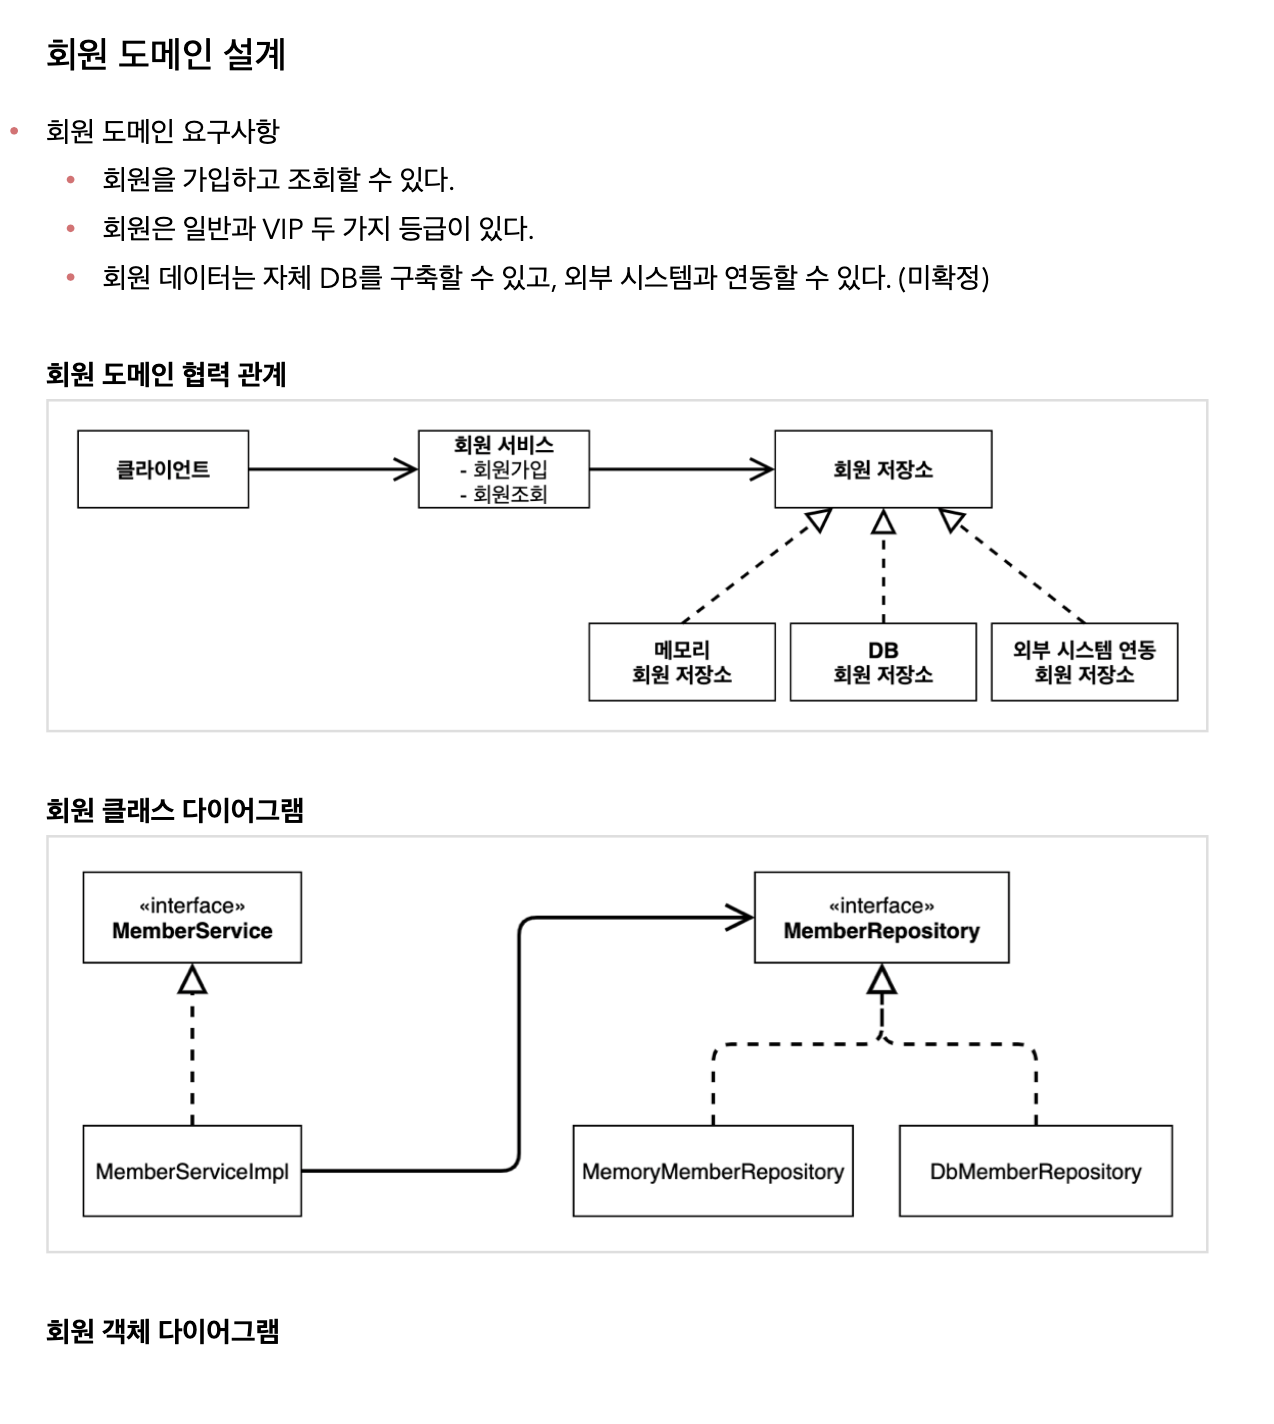 회원 도메인 설계
• 회원 도메인 요구사항
• 회원을 가입하고 조회할 수 있다.
• 회원은 일반과 VIP 두 가지 등급이 있다.
• 회원 데이터는 자체 DB를 구축할 수 있고, 외부 시스템과 연동할 수 있다. (미확정)
회원 도메인 협력 관계
클라이언트
회원 서비스
- 회원가입
- 회원조회
회원 저장소
메모리
회원 저장소
DB
회원 저장소
외부 시스템 연동
회원 저장소
회원 클래스 다이어그램
«interface»
MemberService
«interface»
MemberRepository
MemberServiceImpl
MemoryMemberRepository
DbMemberRepository
회원 객체 다이어그램